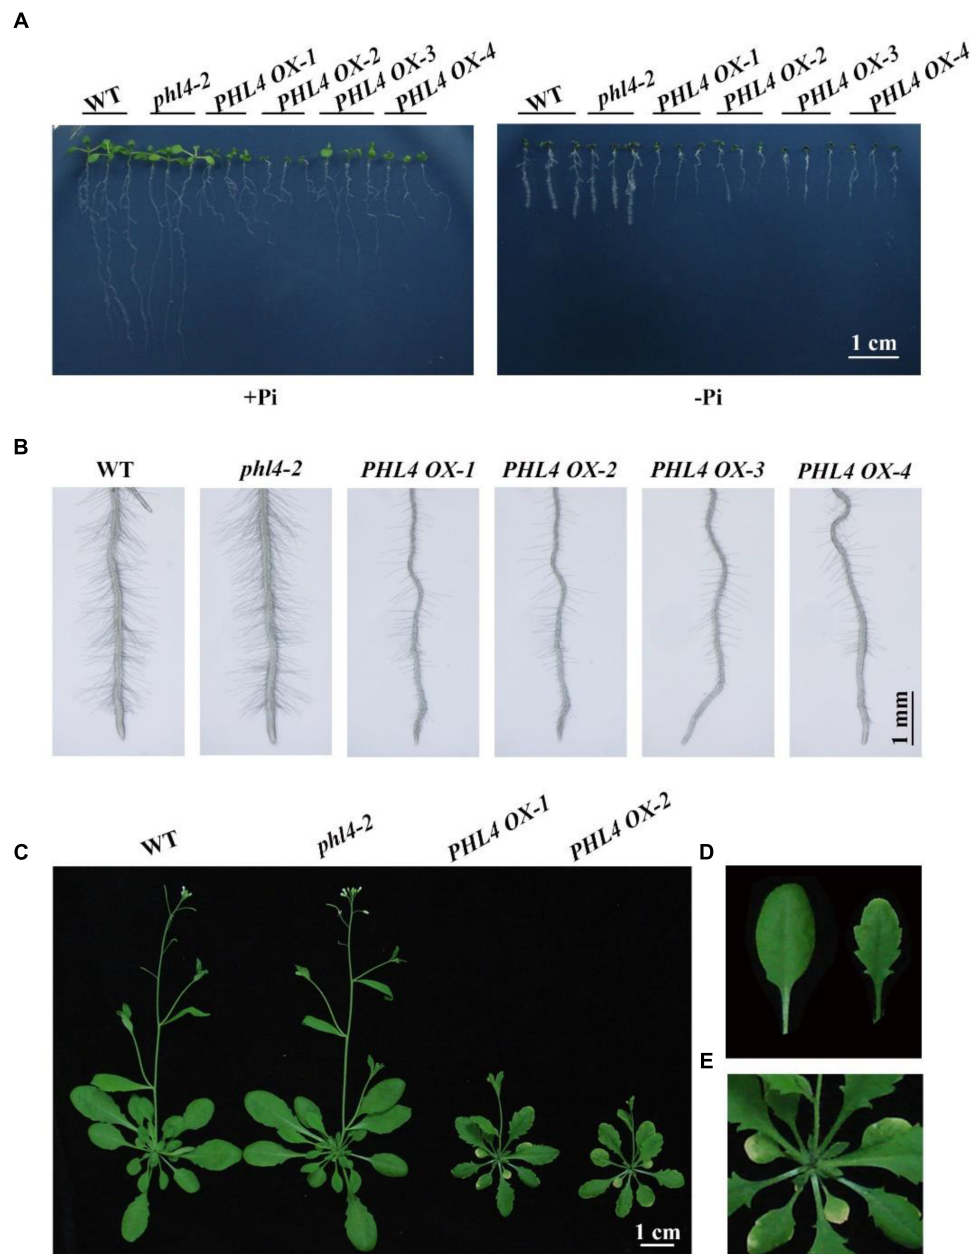 A
WT phl4-2 PHL4 OX-1 PHL4 OX-2 PHL4 OX-3 PHL4 OX-4
WT phl4-2 PHL4 OX-1 PHL4 OX-2 PHL4 OX-3 PHL4 OX-4
1 cm
+Pi
-Pi
B
WT phl4-2 PHL4 OX-1 PHL4 OX-2 PHL4 OX-3 PHL4 OX-4
1 mm
C
WT phl4-2 PHL4 OX-1 PHL4 OX-2
1 cm
D
E